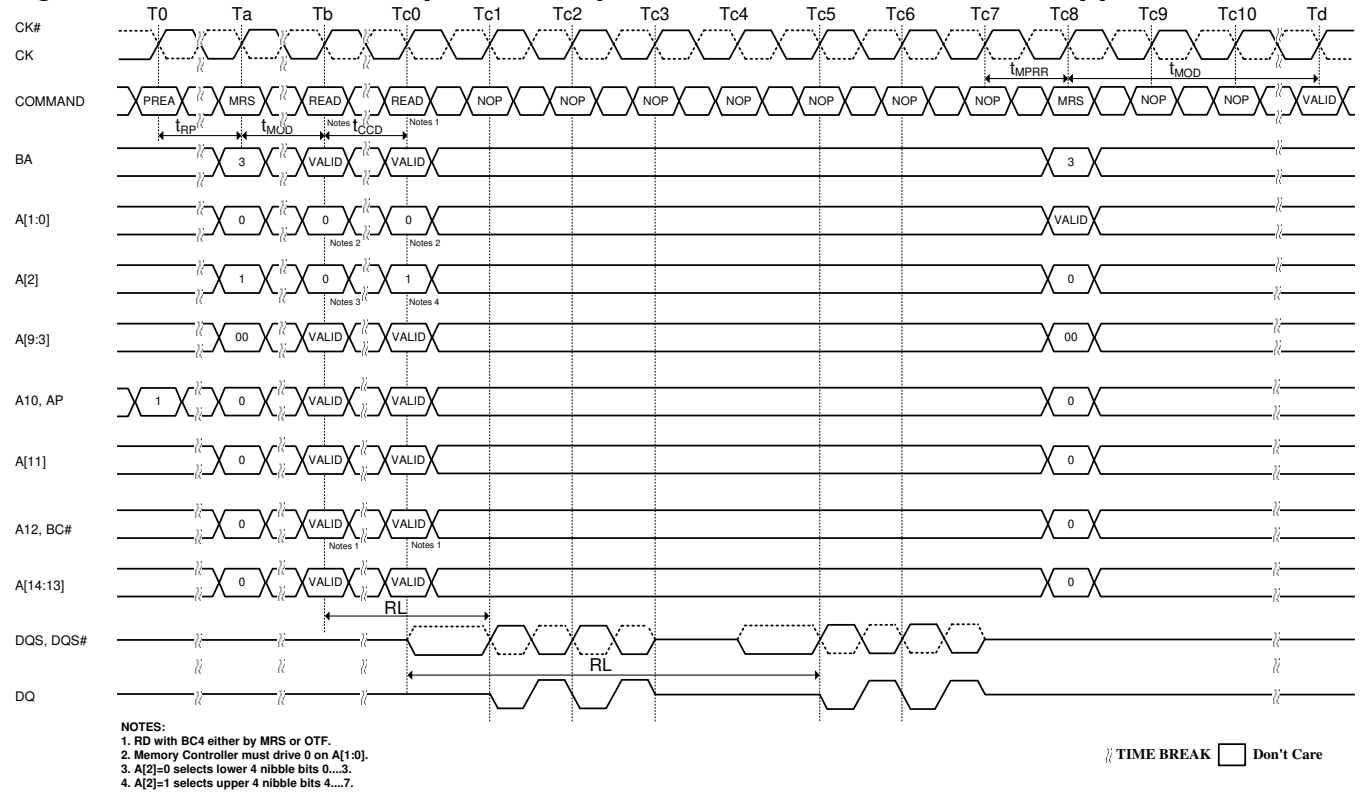 T0 Ta Tb Tc0 Tc1 Tc2 Tc3 Tc4 Tc5 Tc6 Tc7 Tc8 Tc9 Tc10 Td
CK#
CK
tMPRR tMOD
COMMAND PREA MRS READ READ NOP NOP NOP NOP NOP NOP NOP MRS NOP NOP VALID
Notes 1 Notes 1
tRP tMOD tCCD
BA 3 VALID VALID 3
A[1:0] 0 0 0 VALID
Notes 2 Notes 2
A[2] 1 0 1 0
Notes 3 Notes 4
A[9:3] 00 VALID VALID 00
A10, AP 1 0 VALID VALID 0
A[11] 0 VALID VALID 0
A12, BC# 0 VALID VALID 0
Notes 1 Notes 1
A[14:13] 0 VALID VALID 0
RL
DQS, DQS#
RL
DQ
NOTES:
1. RD with BC4 either by MRS or OTF.
2. Memory Controller must drive 0 on A[1:0].
3. A[2]=0 selects lower 4 nibble bits 0....3.
4. A[2]=1 selects upper 4 nibble bits 4....7.
TIME BREAK Don't Care